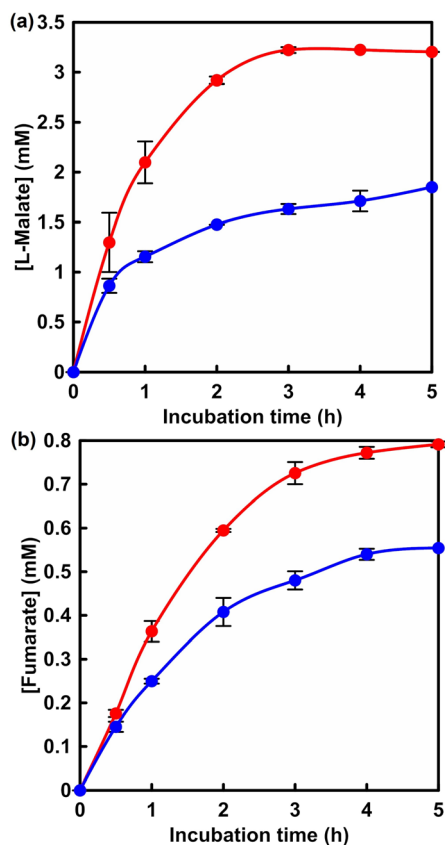 (a)
[L-Malate] (mM)
3.5
3
2.5
2
1.5
1
0.5
0
0 1 2 3 4 5
Incubation time (h)
(b)
[Fumarate] (mM)
0.8
0.7
0.6
0.5
0.4
0.3
0.2
0.1
0
0 1 2 3 4 5
Incubation time (h)